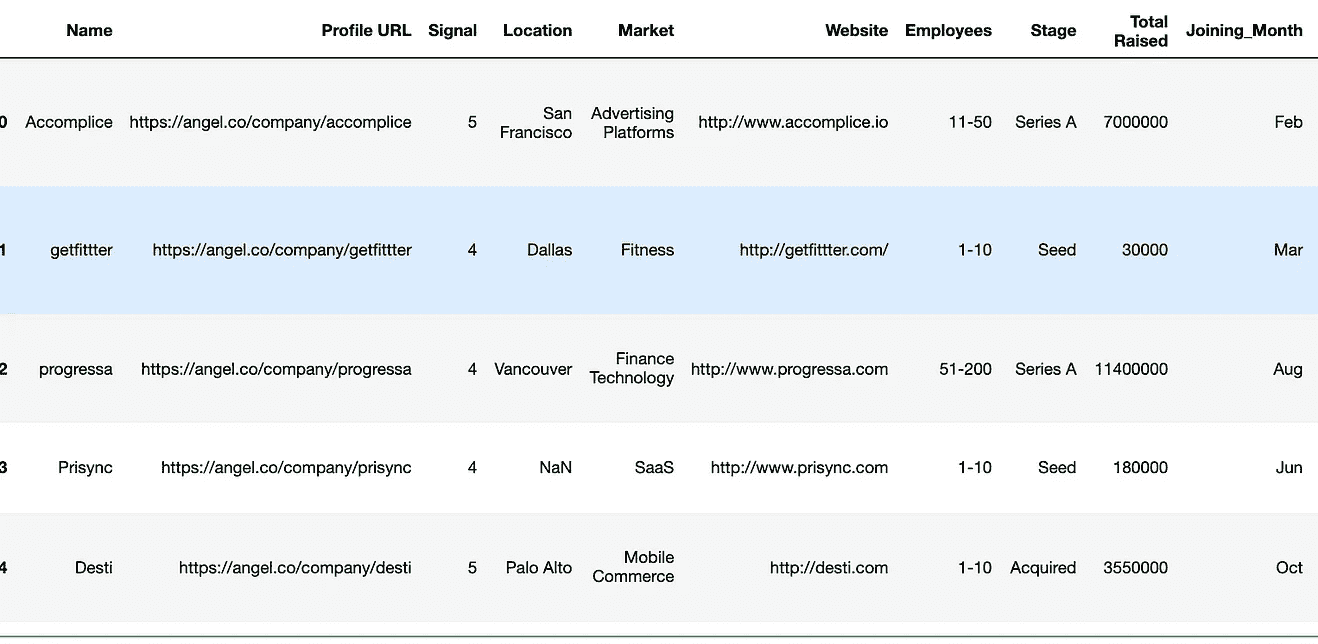 Name Profile URL Signal Location Market Website Employees Stage Total Raised Joining_Month
0 Accomplice https://angel.co/company/accomplice 5 San Francisco Advertising Platforms http://www.accomplice.io 11-50 Series A 7000000 Feb
1 getfittter https://angel.co/company/getfittter 4 Dallas Fitness http://getfittter.com/ 1-10 Seed 30000 Mar
2 progressa https://angel.co/company/progressa 4 Vancouver Finance Technology http://www.progressa.com 51-200 Series A 11400000 Aug
3 Prisync https://angel.co/company/prisync 4 NaN SaaS http://www.prisync.com 1-10 Seed 180000 Jun
4 Desti https://angel.co/company/desti 5 Palo Alto Mobile Commerce http://desti.com 1-10 Acquired 3550000 Oct